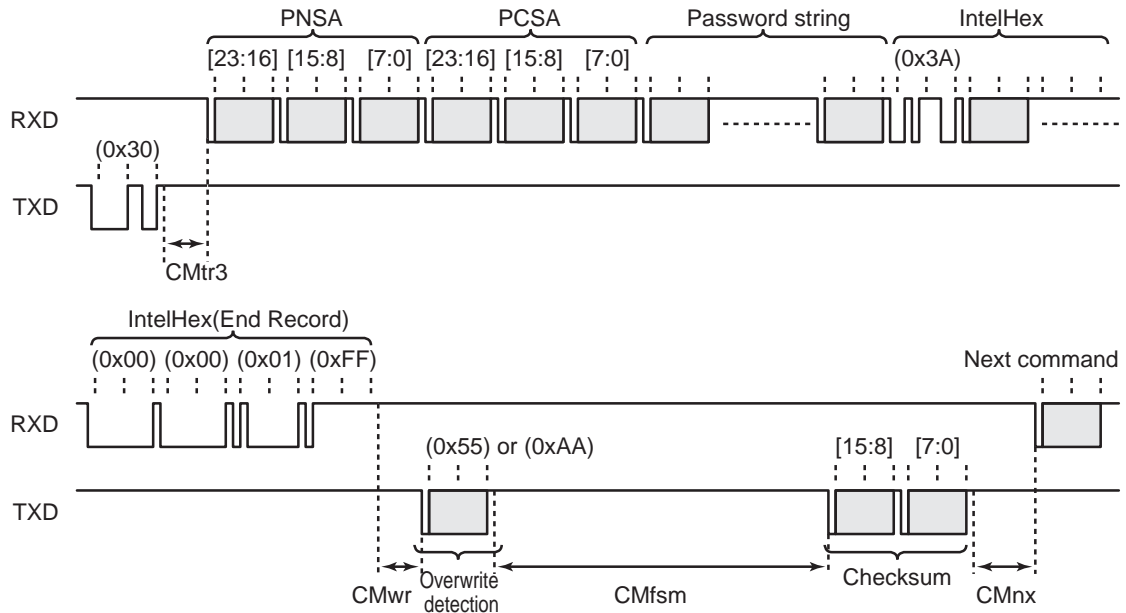 PNSA PCSA Password string IntelHex
[23:16] [15:8] [7:0] [23:16] [15:8] [7:0] (0x3A)
RXD
(0x30)
TXD
CMtr3
IntelHex(End Record)
(0x00) (0x00) (0x01) (0xFF) Next command
RXD
(0x55) or (0xAA) [15:8] [7:0]
TXD
CMwr Overwrite detection CMfsm Checksum CMnx